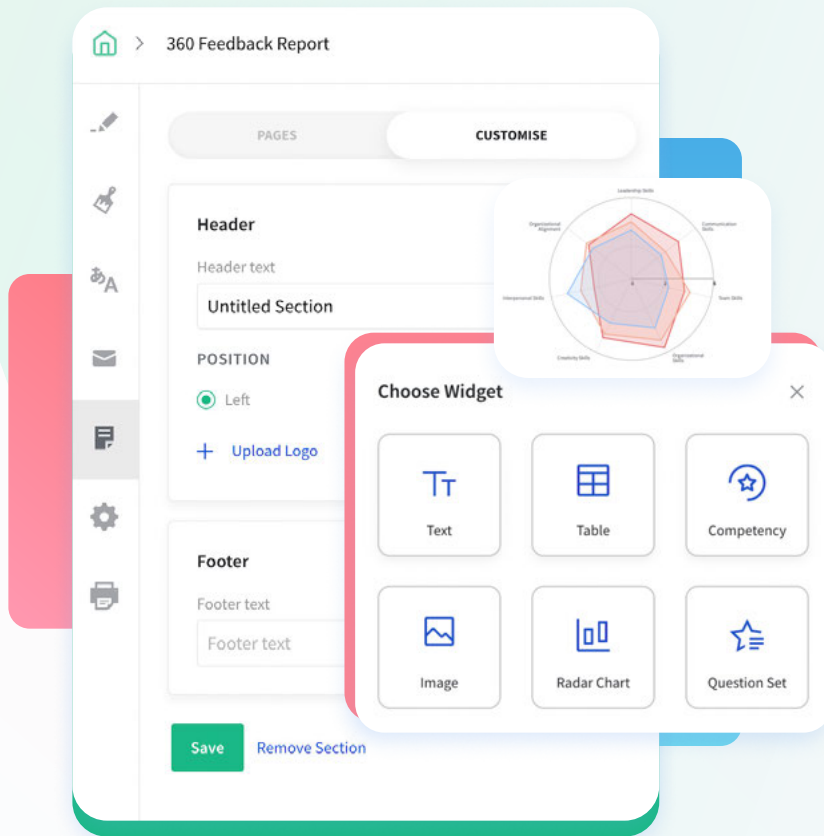 360 Feedback Report
PAGES
CUSTOMISE
Header
Header text
Untitled Section
POSITION
Left
Upload Logo
Footer
Footer text
Footer text
Save
Remove Section
Leadership Skills
Organizational
Alignment
Communication
Skills
Interpersonal Skills
Team Skills
Creativity Skills
Organizational
Skills
Choose Widget
Text
Table
Competency
Image
Radar Chart
Question Set